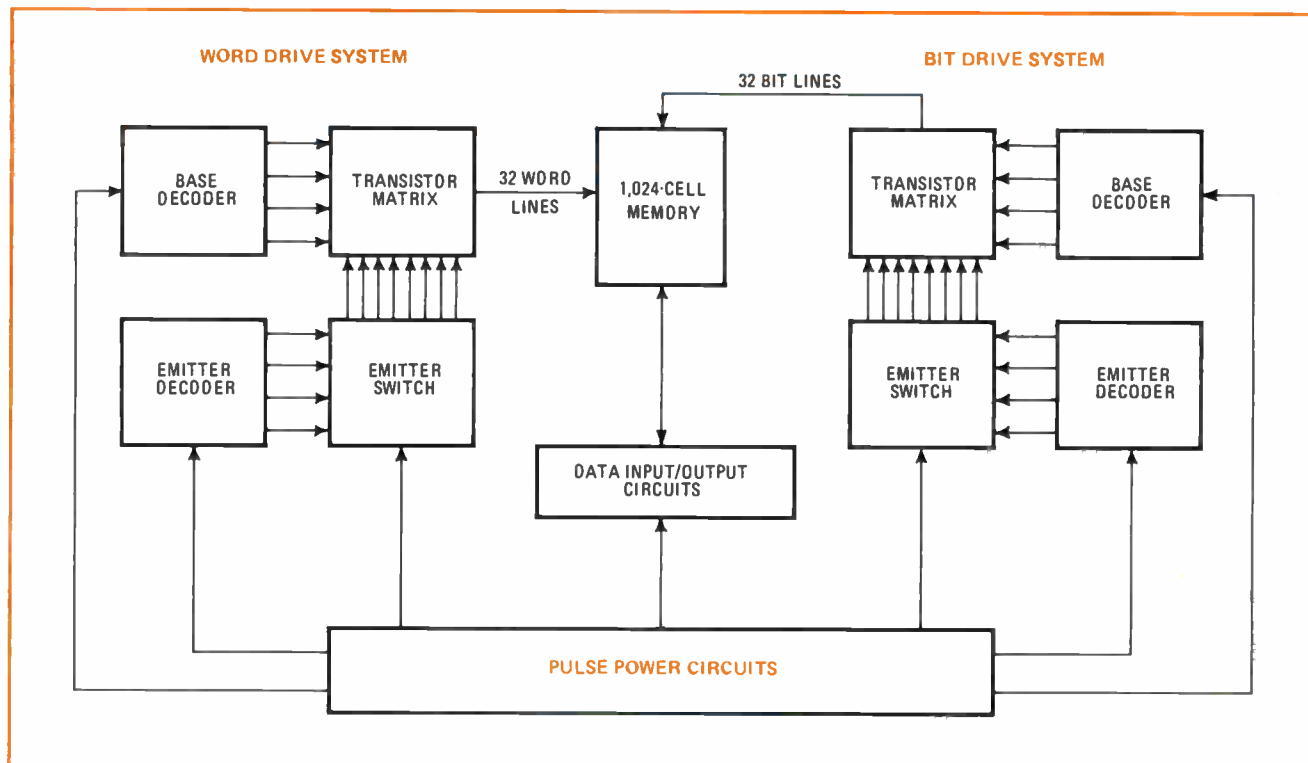 WORD DRIVE SYSTEM
BIT DRIVE SYSTEM
32 BIT LINES
BASE
DECODER
TRANSISTOR
MATRIX
32 WORD
LINES
1,024-CELL
MEMORY
TRANSISTOR
MATRIX
BASE
DECODER
EMITTER
DECODER
EMITTER
SWITCH
EMITTER
SWITCH
EMITTER
DECODER
DATA INPUT/OUTPUT
CIRCUITS
PULSE POWER CIRCUITS